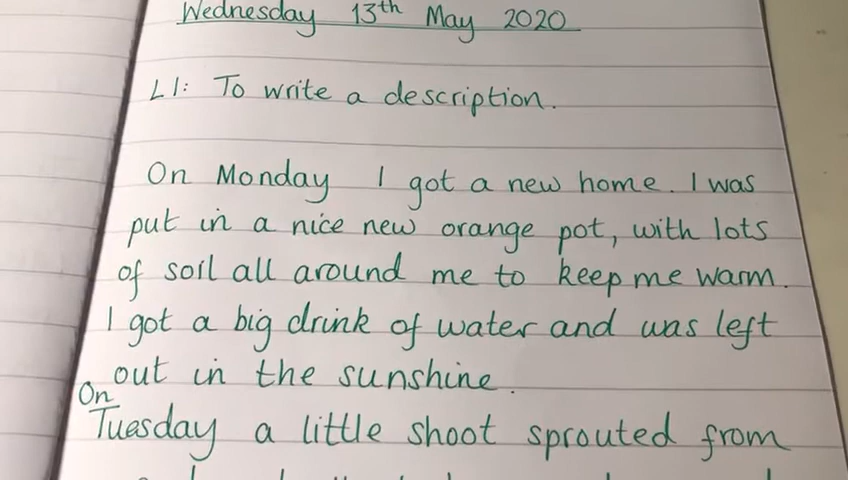 Wednesday 13th May 2020
LI: To write a description.
On Monday I got a new home. I was
put in a nice new orange pot, with lots
of soil all around me to keep me warm.
I got a big drink of water and was left
out in the sunshine.
On
Tuesday a little shoot sprouted from